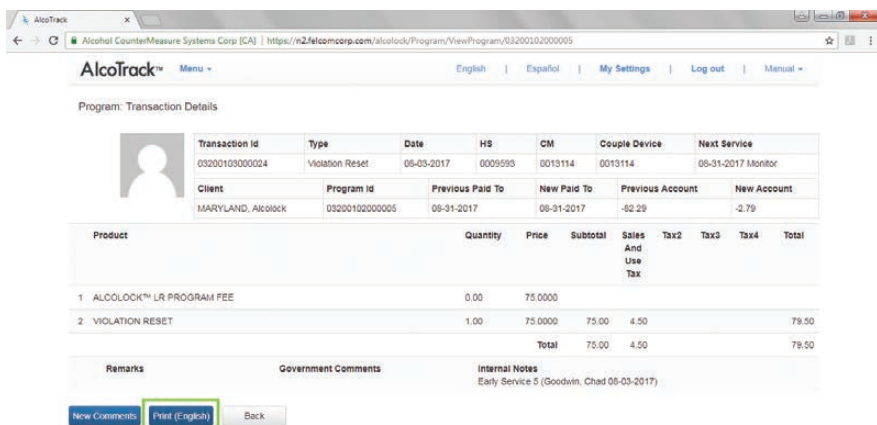 AlcoTrack
Alcohol CounterMeasure Systems Corp [CA] | https://n2.felcomcorp.com/alcolock/Program/ViewProgram/03200102000005
AlcoTrack™ Menu English | Español | My Settings | Log out | Manual
Program: Transaction Details
Transaction Id Type Date HS CM Couple Device Next Service
03200103000024 Violation Reset 08-03-2017 0009593 0013114 0013114 08-31-2017 Monitor
Client Program Id Previous Paid To New Paid To Previous Account New Account
MARYLAND, Alcolock 03200102000005 08-31-2017 08-31-2017 -82.29 -2.79
Product Quantity Price Subtotal Sales And Use Tax Tax2 Tax3 Tax4 Total
1 ALCOLOCK™ LR PROGRAM FEE 0.00 75.0000
2 VIOLATION RESET 1.00 75.0000 75.00 4.50 79.50
Total 75.00 4.50 79.50
Remarks Government Comments Internal Notes
Early Service 5 (Goodwin, Chad 08-03-2017)
New Comments Print (English) Back